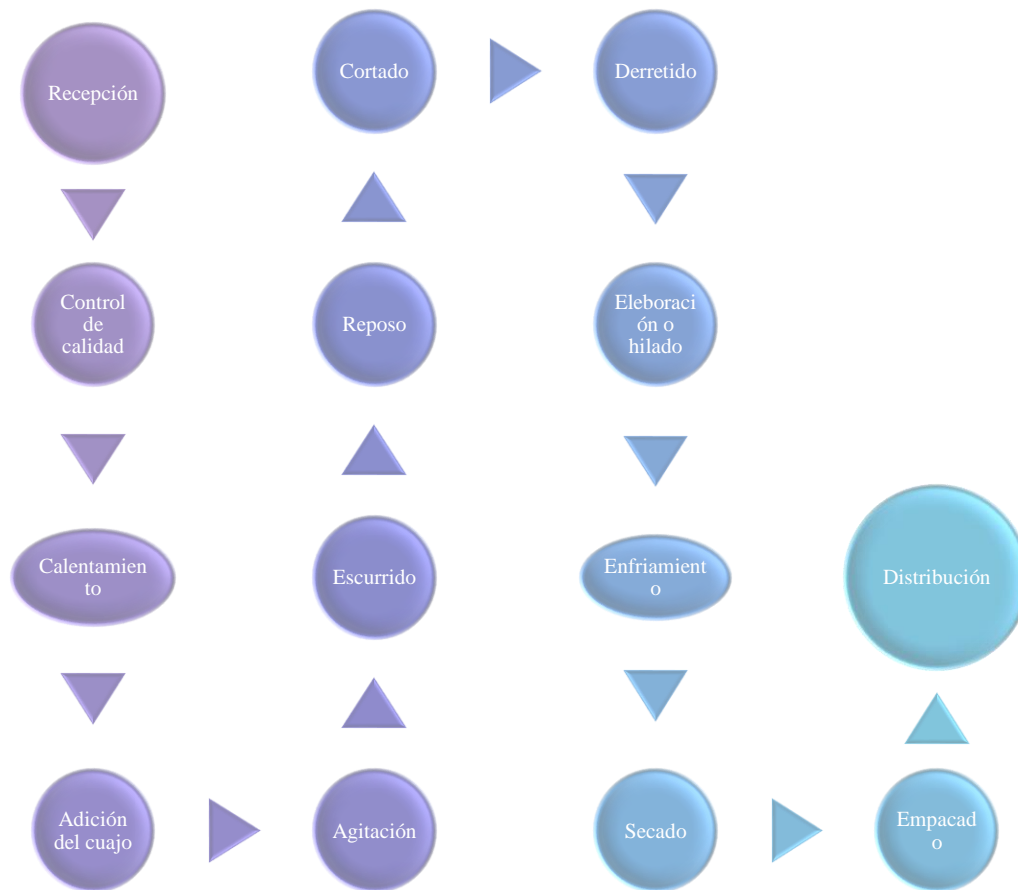 Recepción
Control
de
calidad
Calentamien
to
Adición
del cuajo
Agitación
Escurrido
Reposo
Cortado
Derretido
Eleboraci
ón o
hilado
Enfriamient
o
Secado
Empacad
o
Distribución